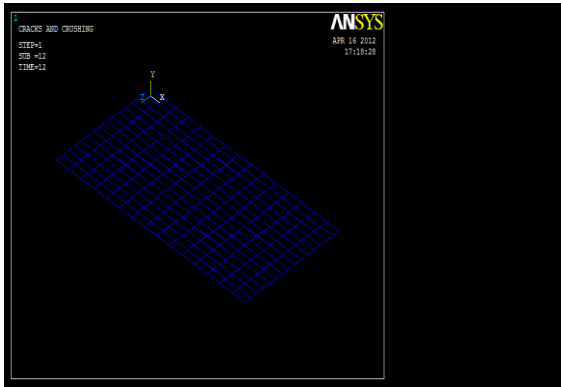 1
CRACKS AND CRUSHING
STEP=1
SUB =12
TIME=12
ANSYS
APR 16 2012
17:18:28
Y
Z X